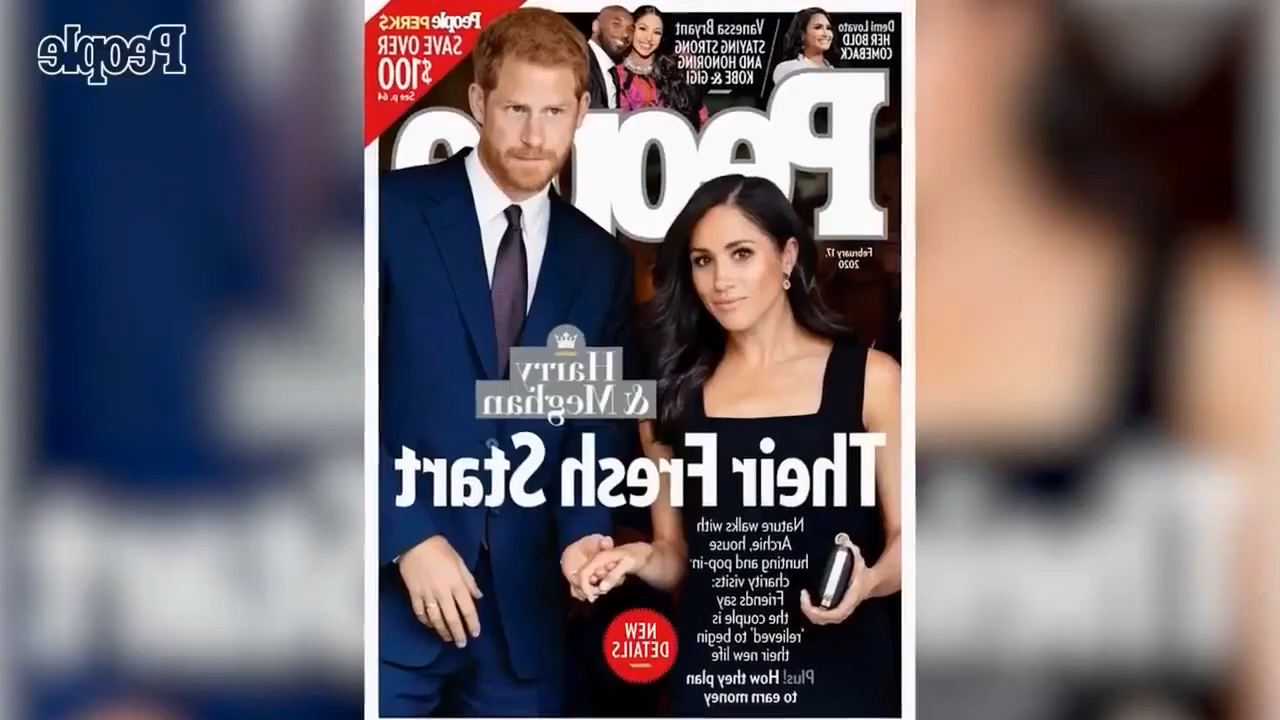 People
People PERKS
SAVE OVER
$100
See p. 64
Vanessa Bryant
STAYING STRONG
AND HONORING
KOBE & GIGI
Demi Lovato
HER BOLD
COMEBACK
People
February 17,
2020
Harry
& Meghan
Their Fresh Start
Nature walks with
Archie, house
hunting and pop-in
charity visits:
Friends say
the couple is
'relieved' to begin
their new life
Plus! How they plan
to earn money
NEW
DETAILS